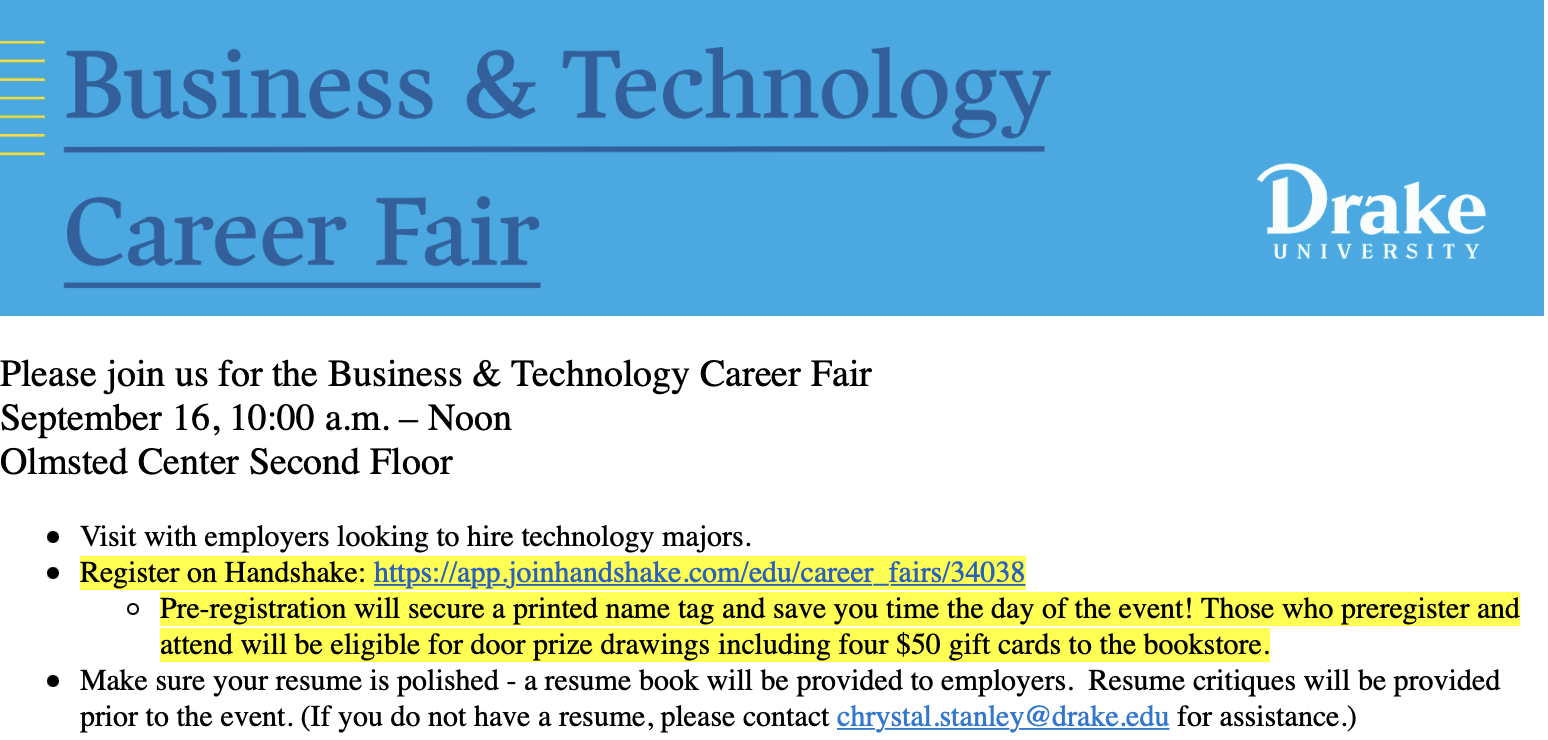 Business & Technology
Career Fair
Drake
UNIVERSITY
Please join us for the Business & Technology Career Fair
September 16, 10:00 a.m. – Noon
Olmsted Center Second Floor
• Visit with employers looking to hire technology majors.
• Register on Handshake: https://app.joinhandshake.com/edu/career_fairs/34038
○ Pre-registration will secure a printed name tag and save you time the day of the event! Those who preregister and
attend will be eligible for door prize drawings including four $50 gift cards to the bookstore.
• Make sure your resume is polished - a resume book will be provided to employers.  Resume critiques will be provided
prior to the event. (If you do not have a resume, please contact chrystal.stanley@drake.edu for assistance.)